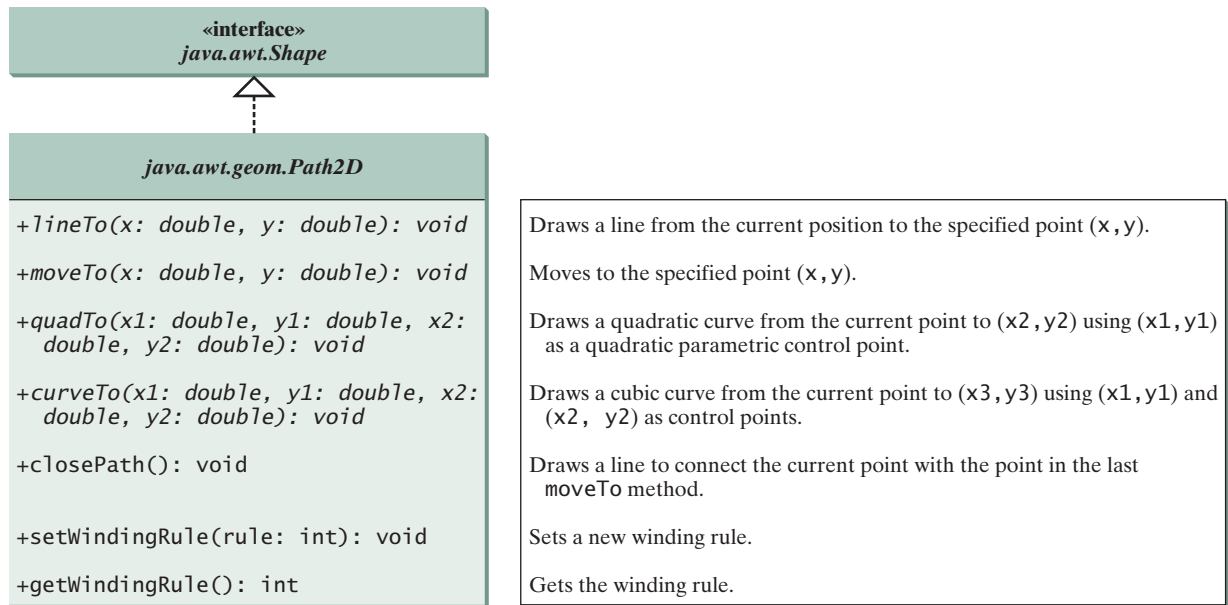 «interface»
java.awt.Shape
java.awt.geom.Path2D
+lineTo(x: double, y: double): void
Draws a line from the current position to the specified point (x,y).
+moveTo(x: double, y: double): void
Moves to the specified point (x,y).
+quadTo(x1: double, y1: double, x2:
double, y2: double): void
Draws a quadratic curve from the current point to (x2,y2) using (x1,y1)
as a quadratic parametric control point.
+curveTo(x1: double, y1: double, x2:
double, y2: double): void
Draws a cubic curve from the current point to (x3,y3) using (x1,y1) and
(x2, y2) as control points.
+closePath(): void
Draws a line to connect the current point with the point in the last
moveTo method.
+setWindingRule(rule: int): void
Sets a new winding rule.
+getWindingRule(): int
Gets the winding rule.